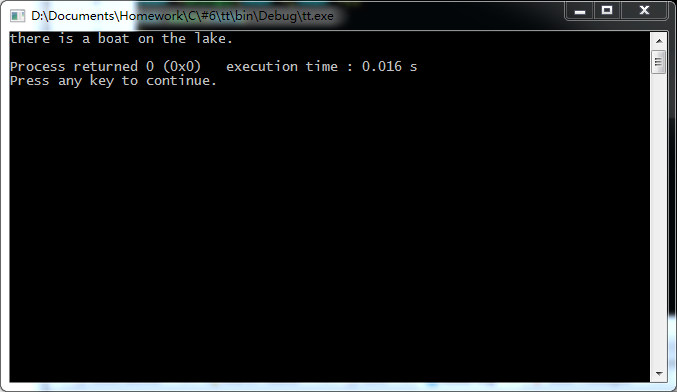 D:\Documents\Homework\C\#6\tt\bin\Debug\tt.exe
there is a boat on the lake.
Process returned 0 (0x0)   execution time : 0.016 s
Press any key to continue.